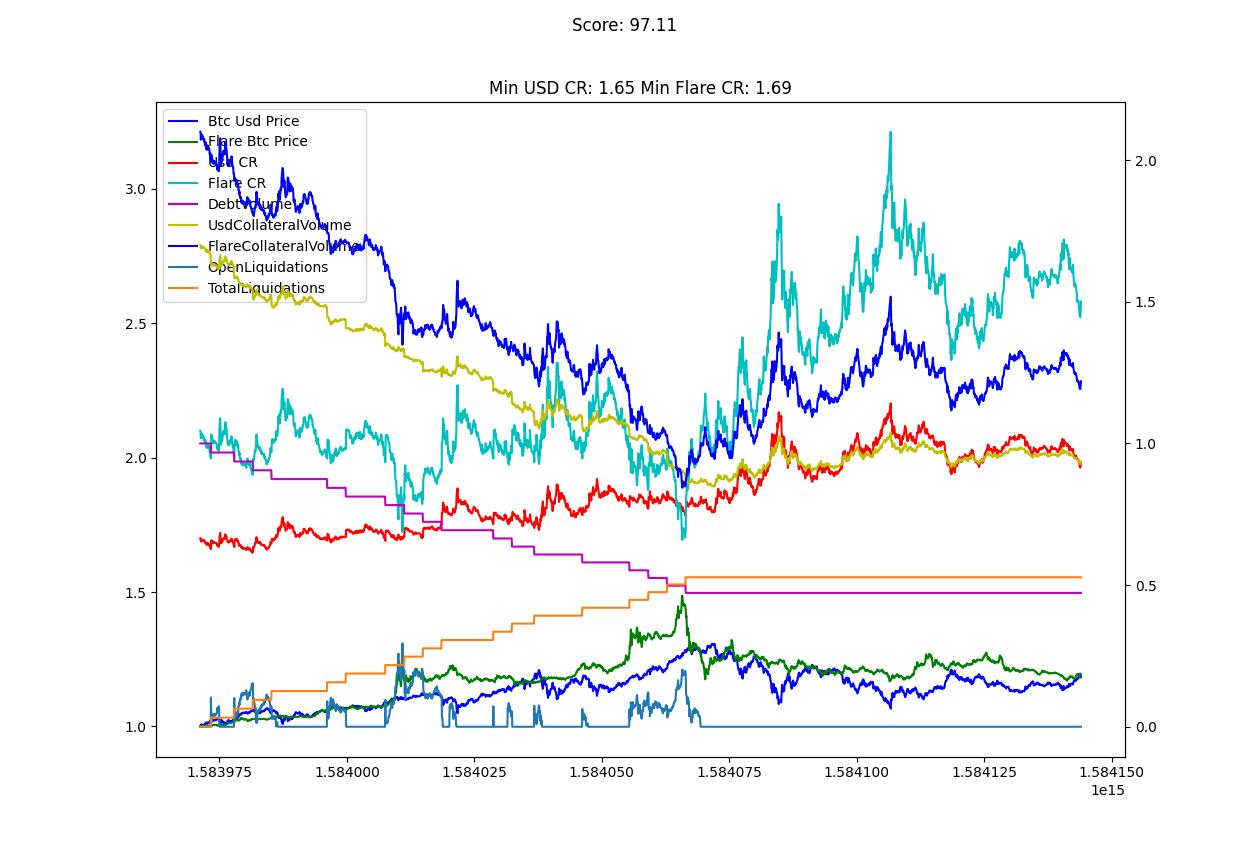 Score: 97.11
Min USD CR: 1.65 Min Flare CR: 1.69
Btc Usd Price
Flare Btc Price
Usd CR
Flare CR
DebtVolume
UsdCollateralVolume
FlareCollateralVolume
OpenLiquidations
TotalLiquidations
3.0
2.5
2.0
1.5
1.0
2.0
1.5
1.0
0.5
0.0
1.583975
1.584000
1.584025
1.584050
1.584075
1.584100
1.584125
1.584150
1e15